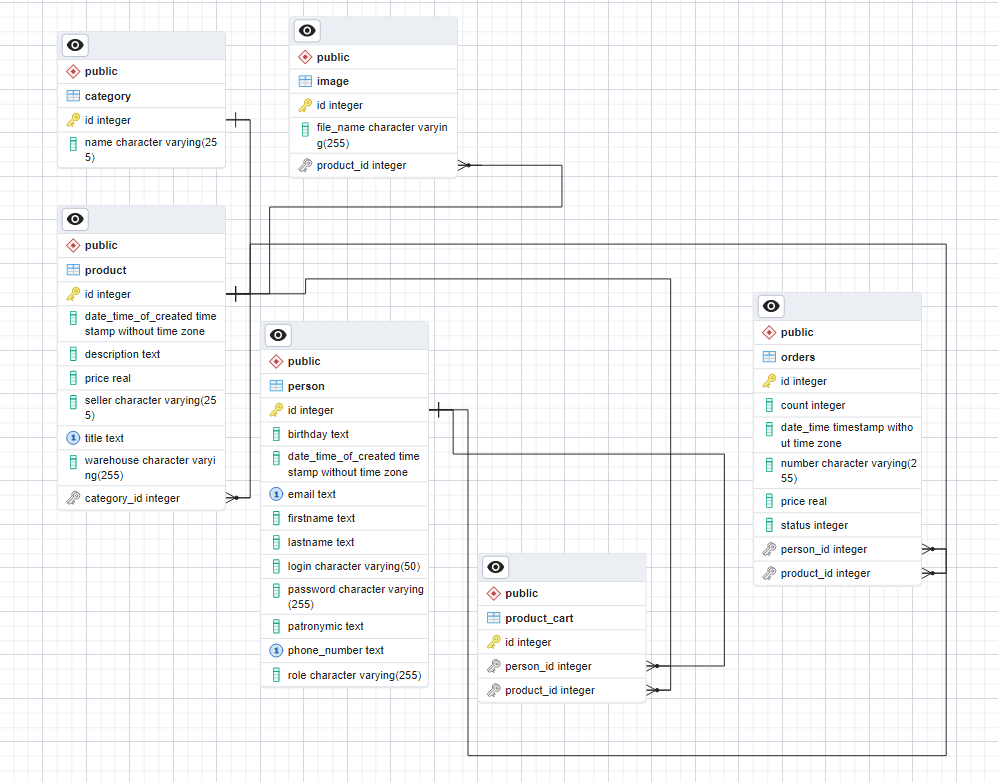 public
category
id integer
name character varying(25
5)
public
image
id integer
file_name character varyin
g(255)
product_id integer
public
product
id integer
date_time_of_created time
stamp without time zone
description text
price real
seller character varying(25
5)
title text
warehouse character varyi
ng(255)
category_id integer
public
person
id integer
birthday text
date_time_of_created time
stamp without time zone
email text
firstname text
lastname text
login character varying(50)
password character varying
(255)
patronymic text
phone_number text
role character varying(255)
public
product_cart
id integer
person_id integer
product_id integer
public
orders
id integer
count integer
date_time timestamp witho
ut time zone
number character varying(2
55)
price real
status integer
person_id integer
product_id integer